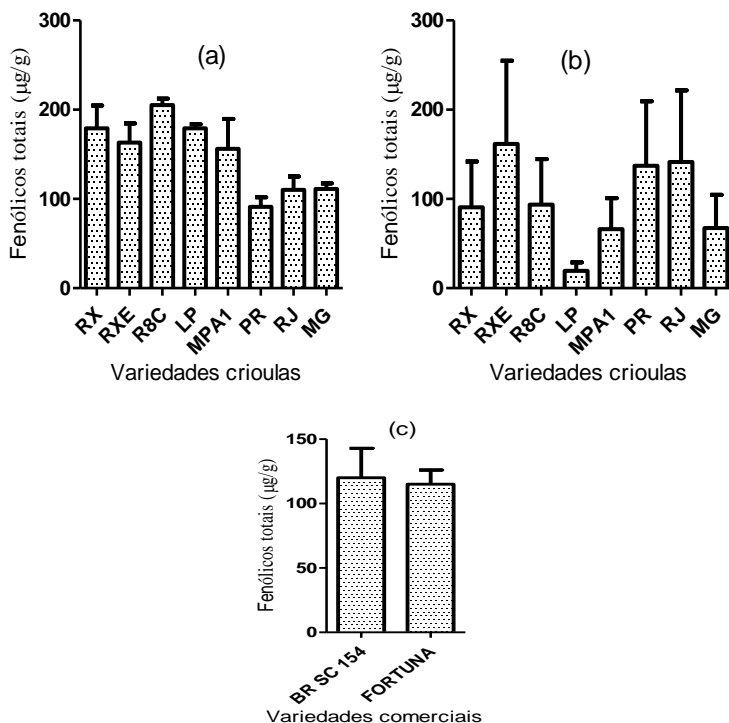 (a)
Fenólicos totais (µg/g)
300
200
100
0
RX
RXE
R8C
LP
MPA1
PR
RJ
MG
Variedades crioulas
(b)
Fenólicos totais (µg/g)
300
200
100
0
RX
RXE
R8C
LP
MPA1
PR
RJ
MG
Variedades crioulas
(c)
Fenólicos totais (µg/g)
150
100
50
0
BR SC 154
FORTUNA
Variedades comerciais